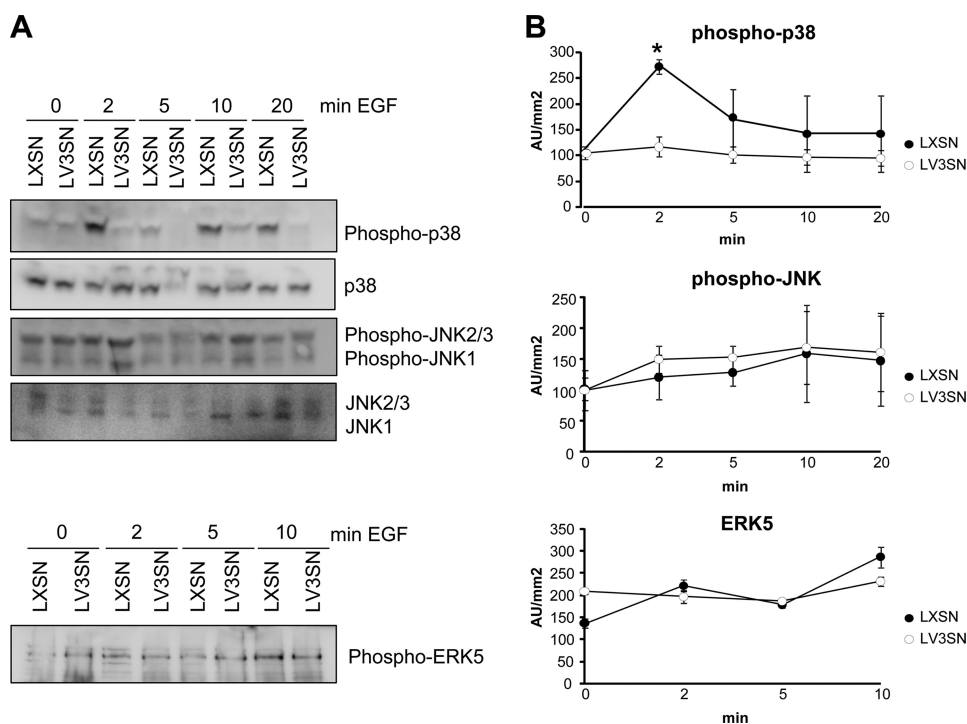 A
0 2 5 10 20 min EGF
LXSN LV3SN LXSN LV3SN LXSN LV3SN LXSN LV3SN LXSN LV3SN
Phospho-p38
p38
Phospho-JNK2/3
Phospho-JNK1
JNK2/3
JNK1
0 2 5 10 min EGF
LXSN LV3SN LXSN LV3SN LXSN LV3SN LXSN LV3SN
Phospho-ERK5
B
phospho-p38
300
250
200
150
100
50
0
AU/mm2
*
0 2 5 10 20
min
LXSN
LV3SN
phospho-JNK
250
200
150
100
50
0
AU/mm2
0 2 5 10 20
min
LXSN
LV3SN
ERK5
350
300
250
200
150
100
50
0
AU/mm2
0 2 5 10
min
LXSN
LV3SN